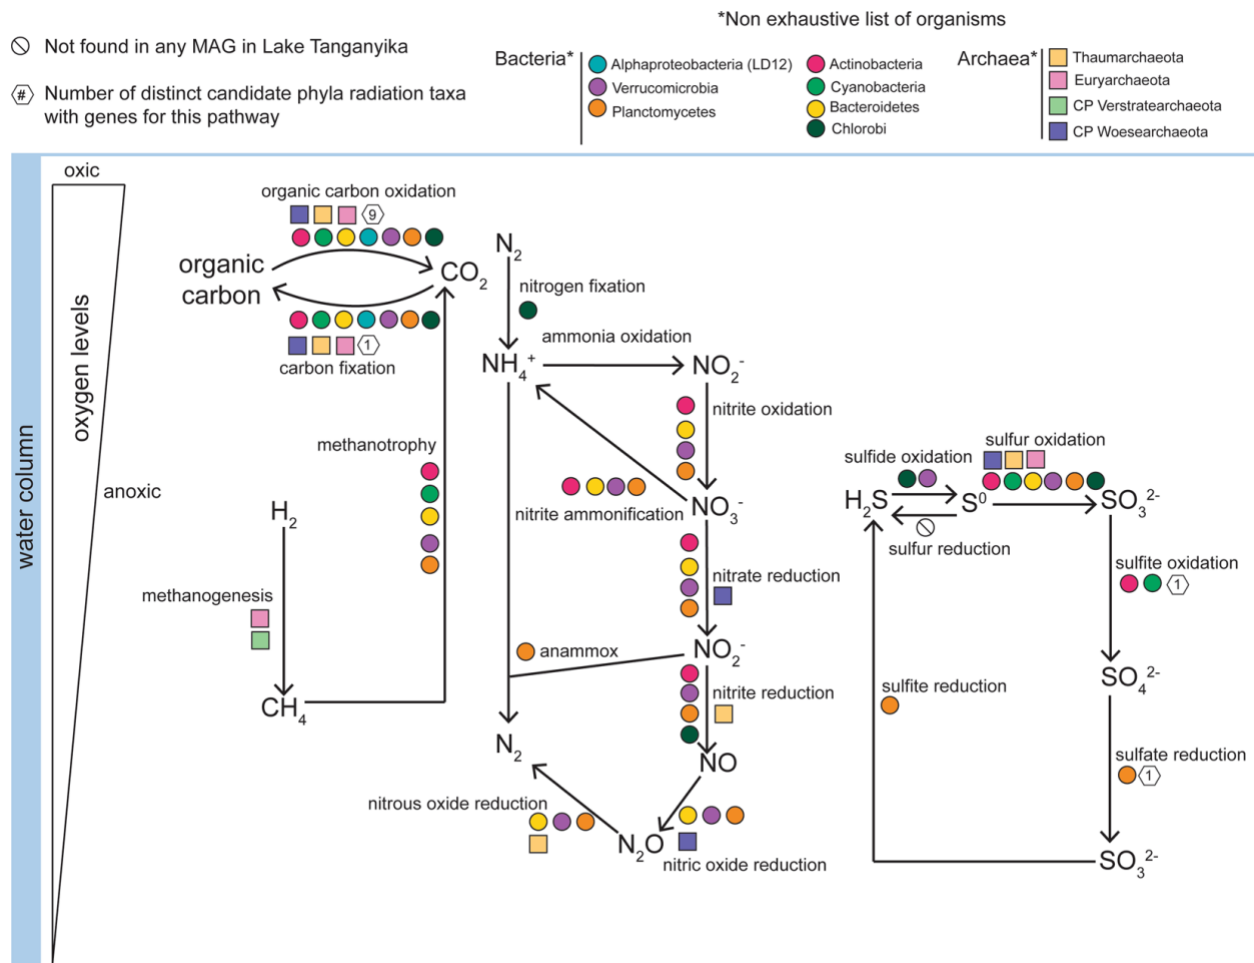 *Non exhaustive list of organisms
Not found in any MAG in Lake Tanganyika
# Number of distinct candidate phyla radiation taxa
with genes for this pathway
Bacteria*
Alphaproteobacteria (LD12)
Verrucomicrobia
Planctomycetes
Actinobacteria
Cyanobacteria
Bacteroidetes
Chlorobi
Archaea*
Thaumarchaeota
Euryarchaeota
CP Verstratearchaeota
CP Woesearchaeota
water column
oxic
oxygen levels
anoxic
organic carbon oxidation
9
organic
carbon
CO₂
1
carbon fixation
methanotrophy
H₂
methanogenesis
CH₄
N₂
nitrogen fixation
NH₄⁺
ammonia oxidation
NO₂⁻
nitrite oxidation
nitrite ammonification
NO₃⁻
nitrate reduction
anammox
NO₂⁻
nitrite reduction
N₂
NO
nitrous oxide reduction
N₂O
nitric oxide reduction
sulfide oxidation
sulfur oxidation
H₂S
S⁰
SO₃²⁻
sulfur reduction
sulfite oxidation
1
sulfite reduction
SO₄²⁻
sulfate reduction
1
SO₃²⁻